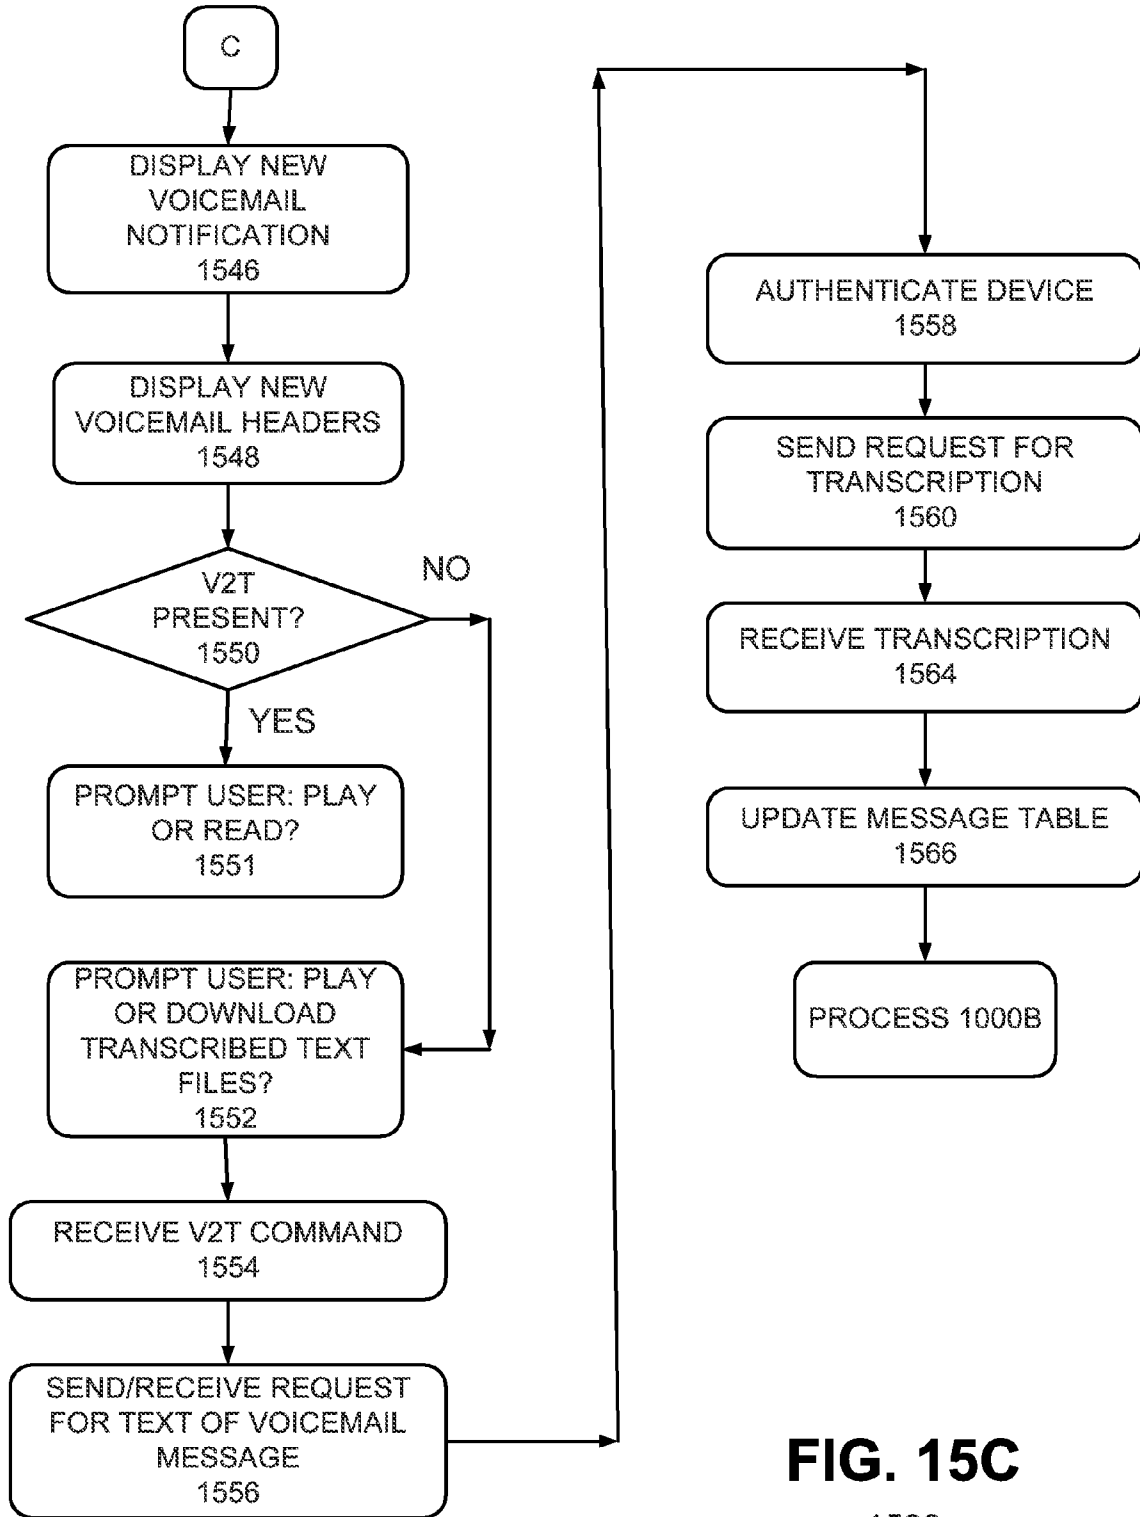 C
DISPLAY NEW
VOICEMAIL
NOTIFICATION
1546
DISPLAY NEW
VOICEMAIL HEADERS
1548
V2T
PRESENT?
1550
NO
YES
PROMPT USER: PLAY
OR READ?
1551
PROMPT USER: PLAY
OR DOWNLOAD
TRANSCRIBED TEXT
FILES?
1552
RECEIVE V2T COMMAND
1554
SEND/RECEIVE REQUEST
FOR TEXT OF VOICEMAIL
MESSAGE
1556
AUTHENTICATE DEVICE
1558
SEND REQUEST FOR
TRANSCRIPTION
1560
RECEIVE TRANSCRIPTION
1564
UPDATE MESSAGE TABLE
1566
PROCESS 1000B
FIG. 15C